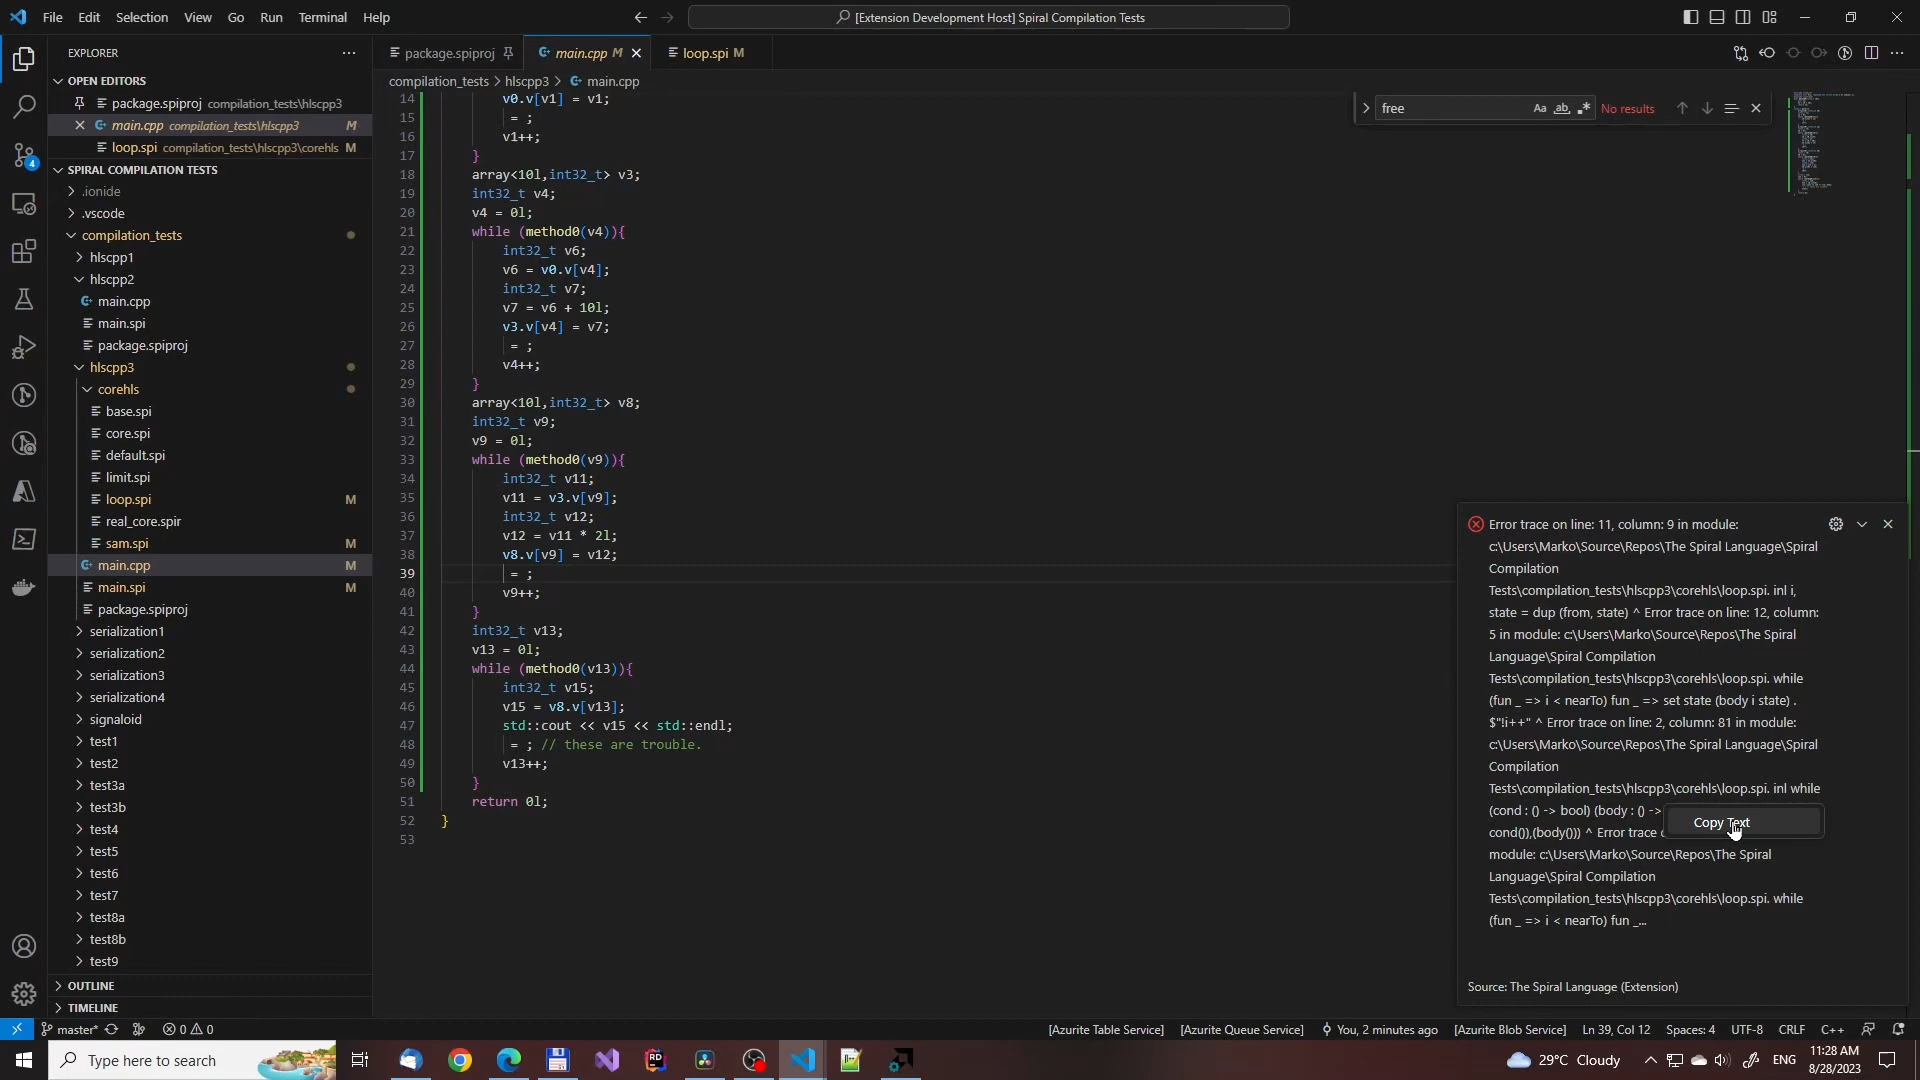 File Edit Selection View Go Run Terminal Help
[Extension Development Host] Spiral Compilation Tests
EXPLORER
OPEN EDITORS
package.spiproj compilation_tests\hlscpp3
main.cpp compilation_tests\hlscpp3 M
loop.spi compilation_tests\hlscpp3\corehls M
SPIRAL COMPILATION TESTS
.ionide
.vscode
compilation_tests
hlscpp1
hlscpp2
main.cpp
main.spi
package.spiproj
hlscpp3
corehls
base.spi
core.spi
default.spi
limit.spi
loop.spi M
real_core.spir
sam.spi M
main.cpp M
main.spi M
package.spiproj
serialization1
serialization2
serialization3
serialization4
signaloid
test1
test2
test3a
test3b
test4
test5
test6
test7
test8a
test8b
test9
OUTLINE
TIMELINE
4
package.spiproj
main.cpp M
loop.spi M
compilation_tests > hlscpp3 > main.cpp
free
Aa ab .*
No results
14 v0.v[v1] = v1;
15 = ;
16 v1++;
17 }
18 array<10l,int32_t> v3;
19 int32_t v4;
20 v4 = 0l;
21 while (method0(v4)){
22 int32_t v6;
23 v6 = v0.v[v4];
24 int32_t v7;
25 v7 = v6 + 10l;
26 v3.v[v4] = v7;
27 = ;
28 v4++;
29 }
30 array<10l,int32_t> v8;
31 int32_t v9;
32 v9 = 0l;
33 while (method0(v9)){
34 int32_t v11;
35 v11 = v3.v[v9];
36 int32_t v12;
37 v12 = v11 * 2l;
38 v8.v[v9] = v12;
39 = ;
40 v9++;
41 }
42 int32_t v13;
43 v13 = 0l;
44 while (method0(v13)){
45 int32_t v15;
46 v15 = v8.v[v13];
47 std::cout << v15 << std::endl;
48 = ; // these are trouble.
49 v13++;
50 }
51 return 0l;
52 }
53
Error trace on line: 11, column: 9 in module:
c:\Users\Marko\Source\Repos\The Spiral Language\Spiral
Compilation
Tests\compilation_tests\hlscpp3\corehls\loop.spi. inl i,
state = dup (from, state) ^ Error trace on line: 12, column:
5 in module: c:\Users\Marko\Source\Repos\The Spiral
Language\Spiral Compilation
Tests\compilation_tests\hlscpp3\corehls\loop.spi. while
(fun _ => i < nearTo) fun _ => set state (body i state) .
$"!i++" ^ Error trace on line: 2, column: 81 in module:
c:\Users\Marko\Source\Repos\The Spiral Language\Spiral
Compilation
Tests\compilation_tests\hlscpp3\corehls\loop.spi. inl while
(cond : () -> bool) (body : () ->
cond()),(body())) ^ Error trace
module: c:\Users\Marko\Source\Repos\The Spiral
Language\Spiral Compilation
Tests\compilation_tests\hlscpp3\corehls\loop.spi. while
(fun _ => i < nearTo) fun _...
Copy Text
Source: The Spiral Language (Extension)
master* 0 0
[Azurite Table Service] [Azurite Queue Service] You, 2 minutes ago [Azurite Blob Service] Ln 39, Col 12 Spaces: 4 UTF-8 CRLF C++
Type here to search
29°C Cloudy
ENG
11:28 AM
8/28/2023